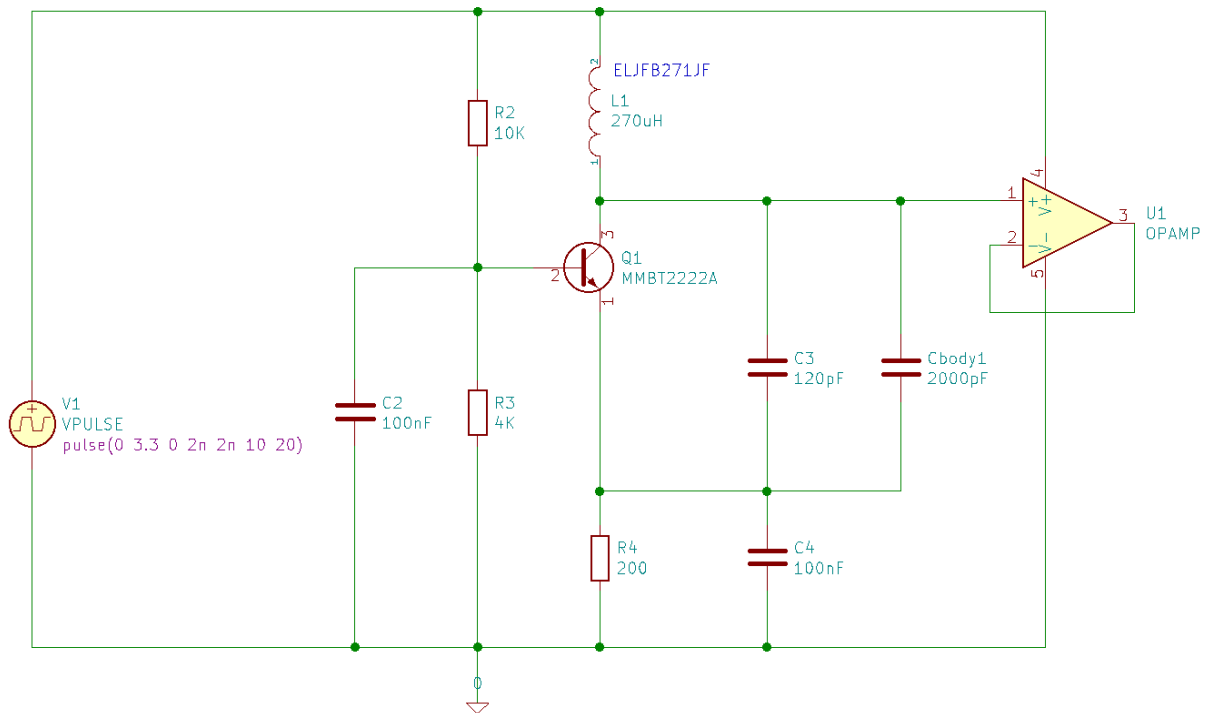 ELJFB271JF
2
L1
270uH
1
R2
10K
4
1
+
V+
3
U1
OPAMP
2
V-
5
3
Q1
MMBT2222A
2
1
V1
VPULSE
pulse(0 3.3 0 2n 2n 10 20)
+
C2
100nF
R3
4K
C3
120pF
Cbody1
2000pF
R4
200
C4
100nF
0